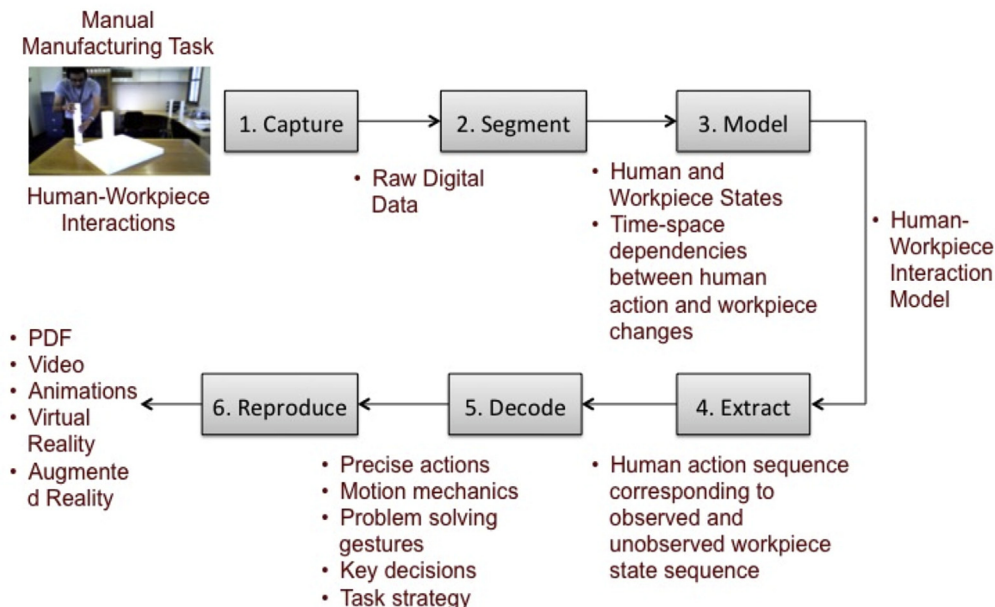 Manual
Manufacturing Task
Human-Workpiece
Interactions
1. Capture
• Raw Digital
Data
2. Segment
• Human and
Workpiece States
• Time-space
dependencies
between human
action and workpiece
changes
3. Model
• Human-
Workpiece
Interaction
Model
4. Extract
• Human action sequence
corresponding to
observed and
unobserved workpiece
state sequence
5. Decode
• Precise actions
• Motion mechanics
• Problem solving
gestures
• Key decisions
• Task strategy
6. Reproduce
• PDF
• Video
• Animations
• Virtual
Reality
• Augmente
d Reality